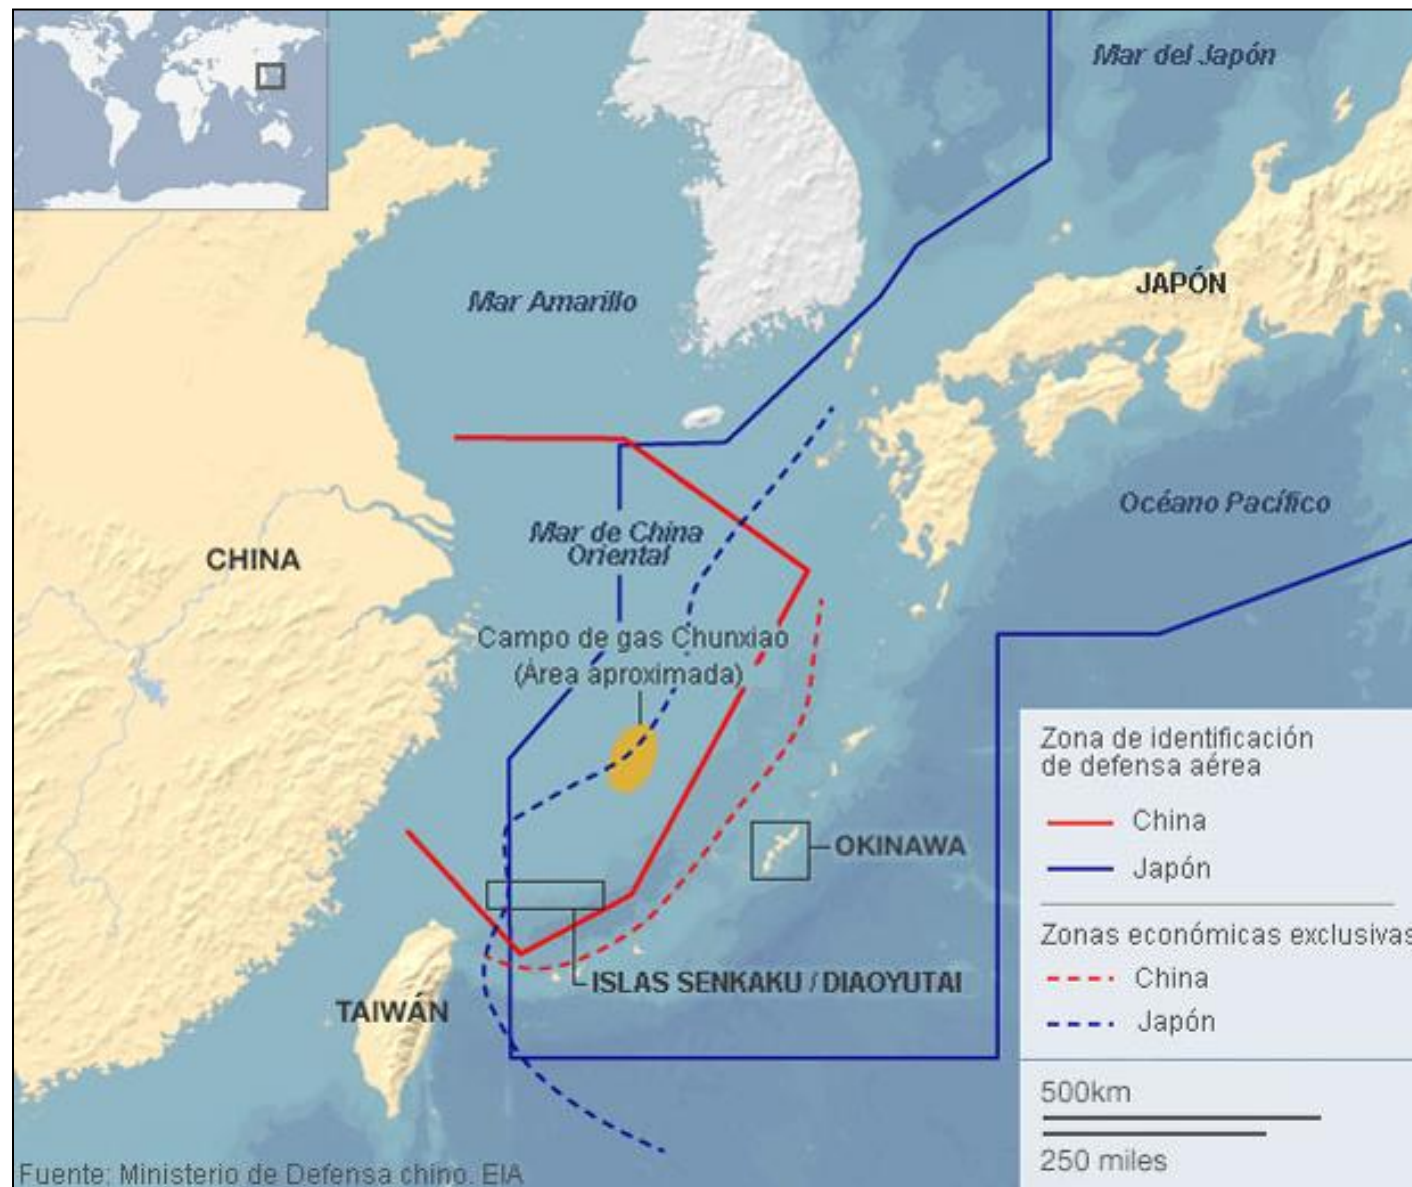 Mar del Japón
JAPÓN
Mar Amarillo
Océano Pacífico
Mar de China
Oriental
CHINA
Campo de gas Chunxiao
(Área aproximada)
OKINAWA
ISLAS SENKAKU / DIAOYUTAI
TAIWÁN
Zona de identificación
de defensa aérea
China
Japón
Zonas económicas exclusivas
China
Japón
500km
250 miles
Fuente: Ministerio de Defensa chino. EIA